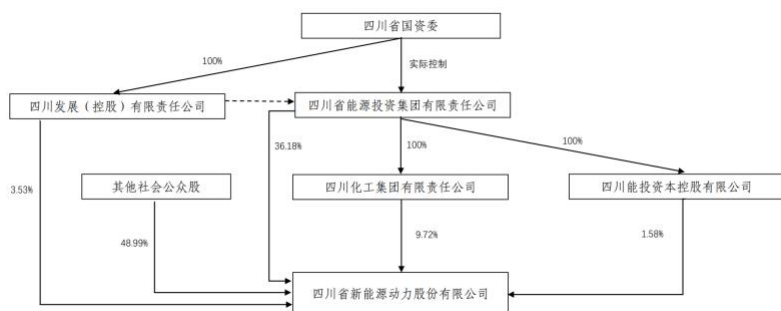 四川省国资委
100%
实际控制
四川发展（控股）有限责任公司
四川省能源投资集团有限责任公司
36.18%
100%
100%
3.53%
其他社会公众股
四川化工集团有限责任公司
四川能投资本控股有限公司
48.99%
9.72%
1.58%
四川省新能源动力股份有限公司